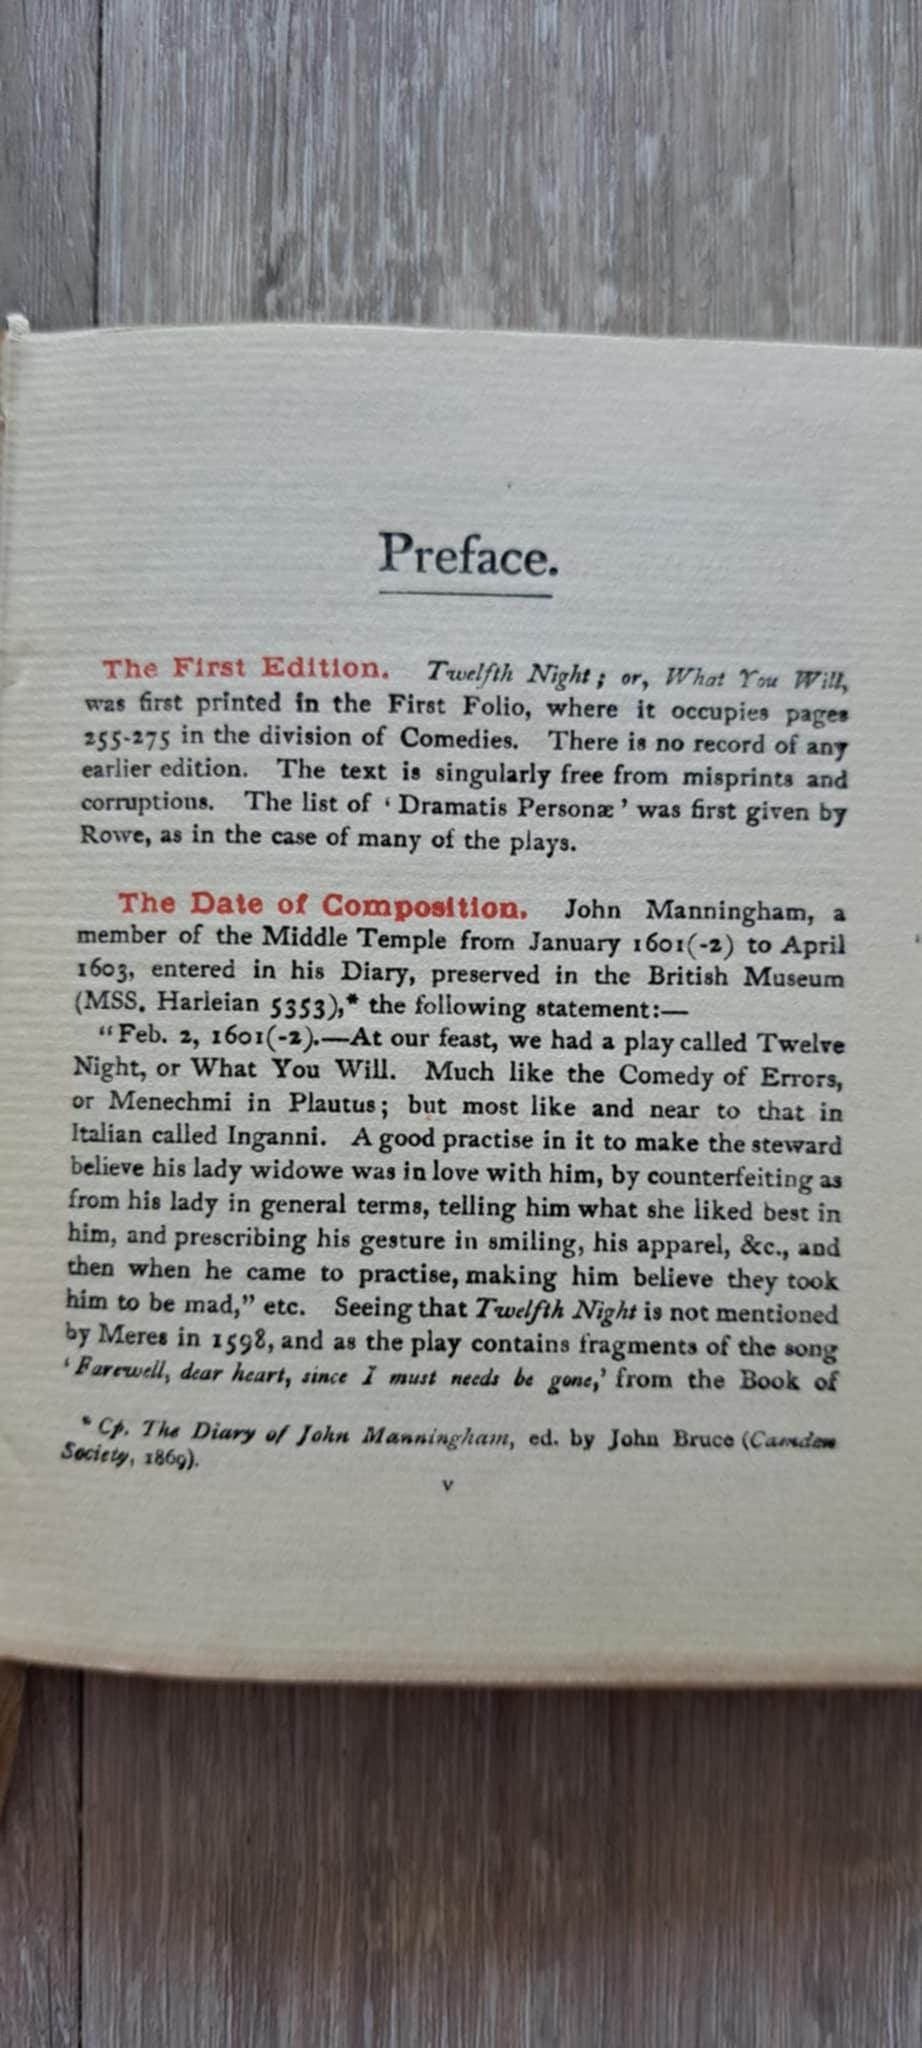 Preface.
The First Edition. Twelfth Night; or, What You Will,
was first printed in the First Folio, where it occupies pages
255-275 in the division of Comedies. There is no record of any
earlier edition. The text is singularly free from misprints and
corruptions. The list of ‘Dramatis Personæ’ was first given by
Rowe, as in the case of many of the plays.
The Date of Composition. John Manningham, a
member of the Middle Temple from January 1601(-2) to April
1603, entered in his Diary, preserved in the British Museum
(MSS. Harleian 5353),* the following statement:—
“Feb. 2, 1601(-2).—At our feast, we had a play called Twelve
Night, or What You Will. Much like the Comedy of Errors,
or Menechmi in Plautus; but most like and near to that in
Italian called Inganni. A good practise in it to make the steward
believe his lady widowe was in love with him, by counterfeiting as
from his lady in general terms, telling him what she liked best in
him, and prescribing his gesture in smiling, his apparel, &c., and
then when he came to practise, making him believe they took
him to be mad,” etc. Seeing that Twelfth Night is not mentioned
by Meres in 1598, and as the play contains fragments of the song
‘Farewell, dear heart, since I must needs be gone,’ from the Book of
* Cp. The Diary of John Manningham, ed. by John Bruce (Camden
Society, 1869).
v